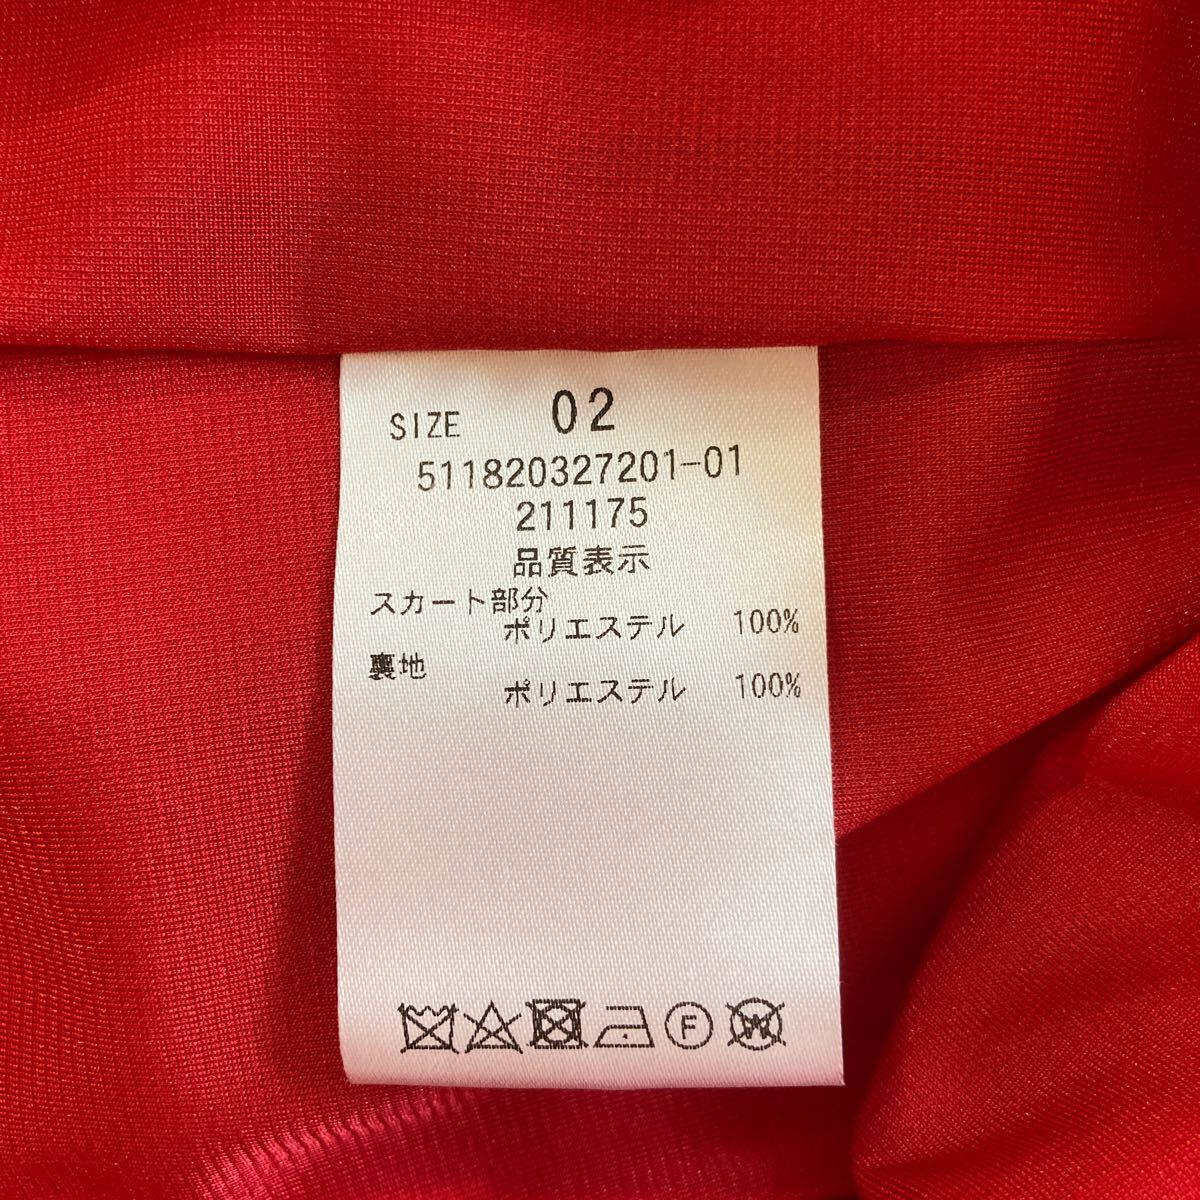 SIZE 02
511820327201-01
211175
品質表示
スカート部分
ポリエステル 100%
裏地
ポリエステル 100%
F W